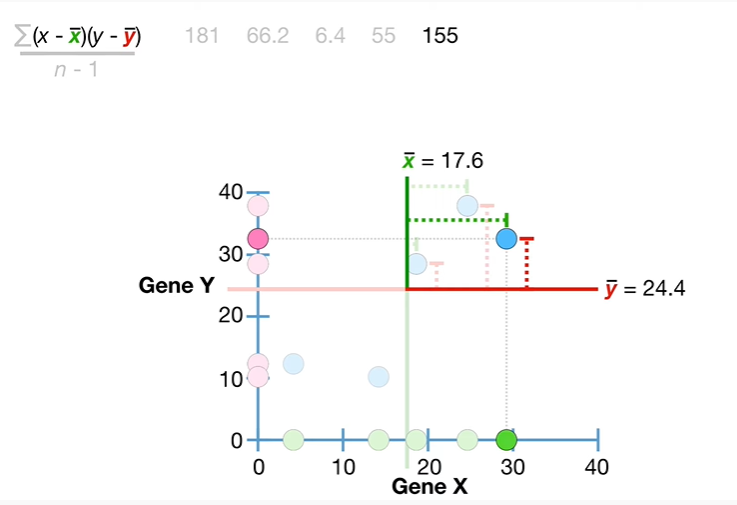 ∑(x - x̄)(y - ȳ) 181 66.2 6.4 55 155
n - 1
x̄ = 17.6
40
30
Gene Y
ȳ = 24.4
20
10
0
0 10 20 30 40
Gene X